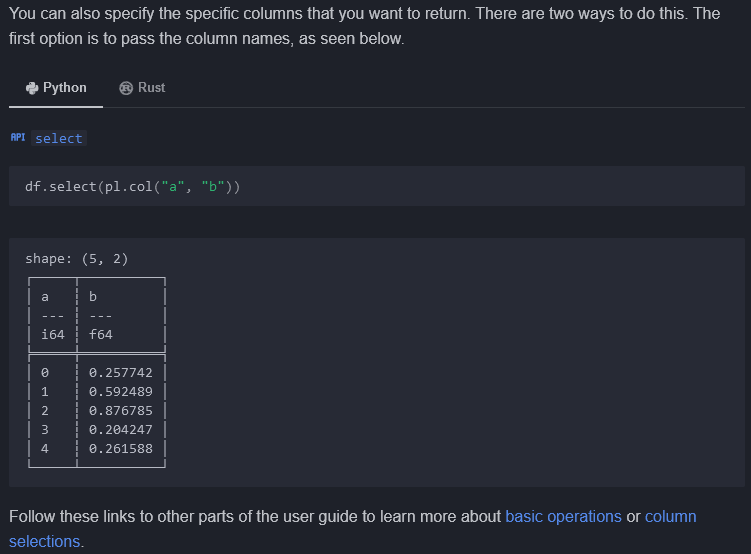 You can also specify the specific columns that you want to return. There are two ways to do this. The
first option is to pass the column names, as seen below.
Python Rust
API select
df.select(pl.col("a", "b"))
shape: (5, 2)
┌─────┬──────────┐
│ a   ┆ b        │
│ --- ┆ ---      │
│ i64 ┆ f64      │
╞═════╪══════════╡
│ 0   ┆ 0.257742 │
│ 1   ┆ 0.592489 │
│ 2   ┆ 0.876785 │
│ 3   ┆ 0.204247 │
│ 4   ┆ 0.261588 │
└─────┴──────────┘
Follow these links to other parts of the user guide to learn more about basic operations or column
selections.